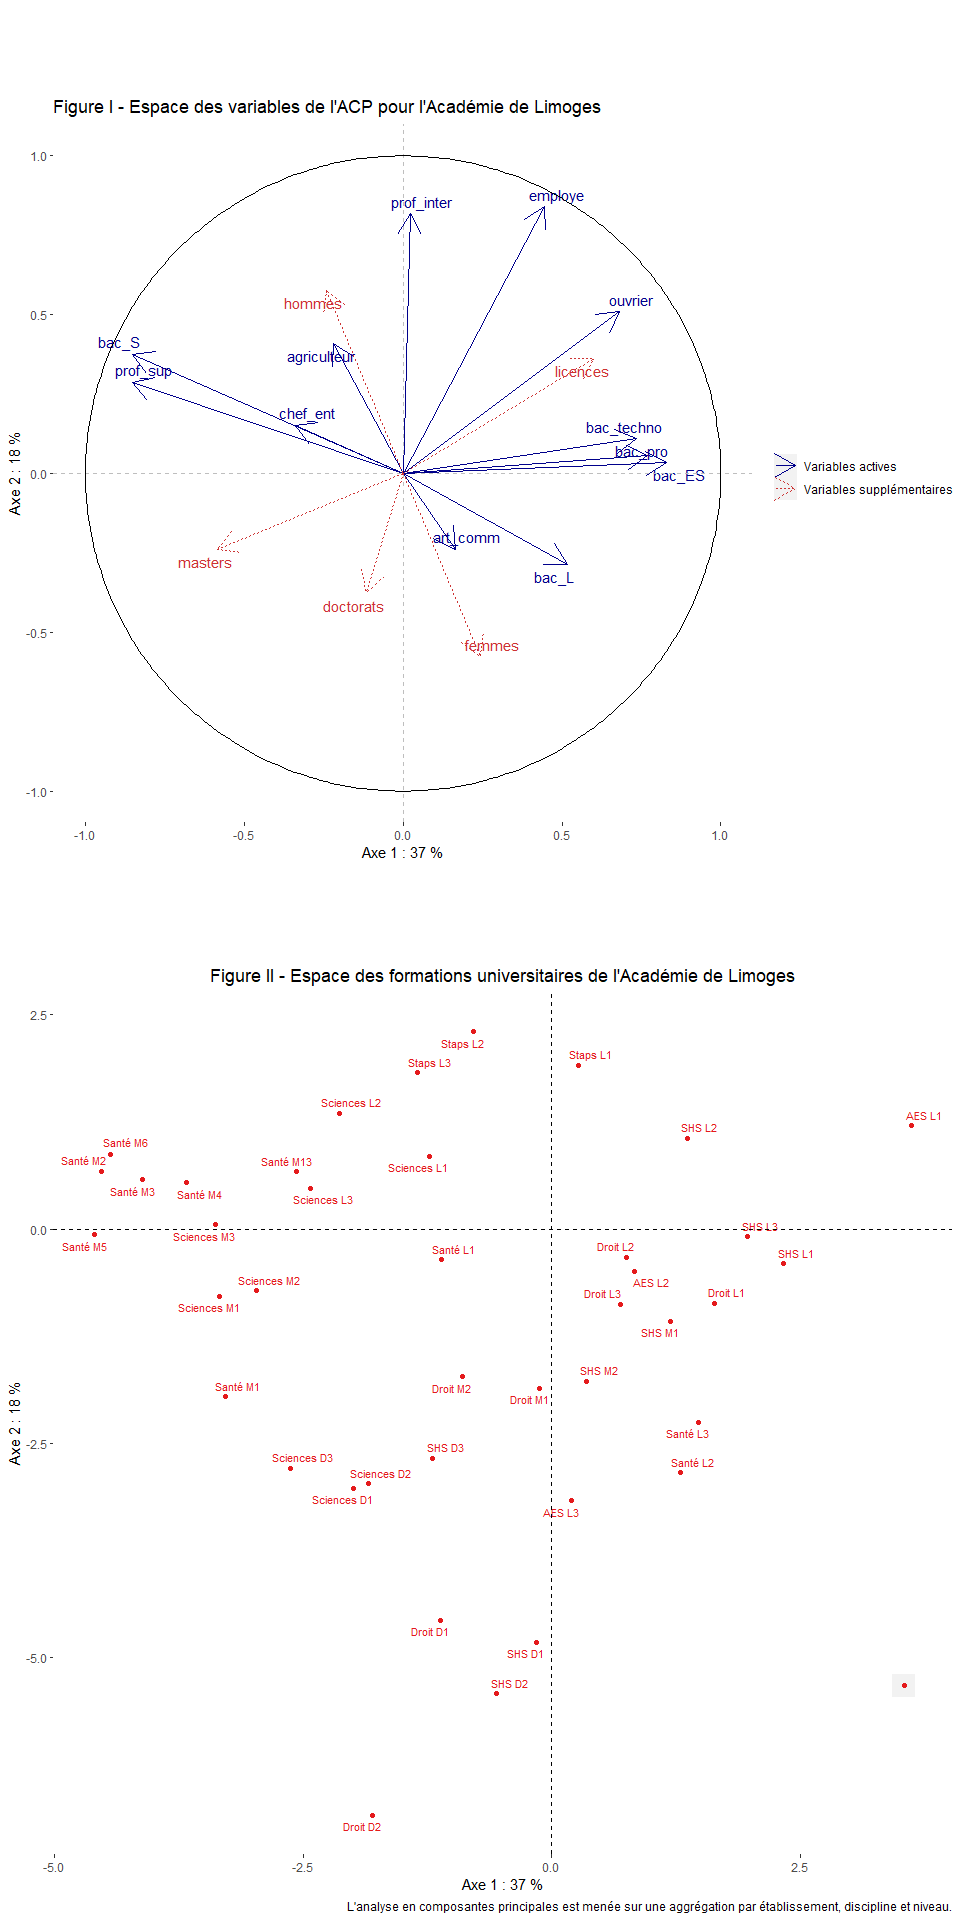 Figure I - Espace des variables de l'ACP pour l'Académie de Limoges
1.0
employe
prof_inter
ouvrier
hommes
0.5
bac_S
agriculteur
prof_sup
licences
chef_ent
bac_techno
bac_pro
Axe 2 : 18 %
0.0
bac_ES
Variables actives
Variables supplémentaires
art_comm
masters
bac_L
doctorats
-0.5
femmes
-1.0
-1.0
-0.5
0.0
0.5
1.0
Axe 1 : 37 %
Figure II - Espace des formations universitaires de l'Académie de Limoges
2.5
Staps L2
Staps L1
Staps L3
Sciences L2
AES L1
SHS L2
Santé M6
Santé M2
Santé M13
Sciences L1
Santé M3
Santé M4
Sciences L3
0.0
SHS L3
Sciences M3
Santé M5
Santé L1
Droit L2
SHS L1
Sciences M2
AES L2
Droit L3
Droit L1
Sciences M1
SHS M1
SHS M2
Santé M1
Droit M2
Droit M1
Axe 2 : 18 %
Santé L3
-2.5
SHS D3
Sciences D3
Santé L2
Sciences D2
Sciences D1
AES L3
Droit D1
SHS D1
-5.0
SHS D2
Droit D2
-5.0
-2.5
0.0
2.5
Axe 1 : 37 %
L'analyse en composantes principales est menée sur une aggrégation par établissement, discipline et niveau.